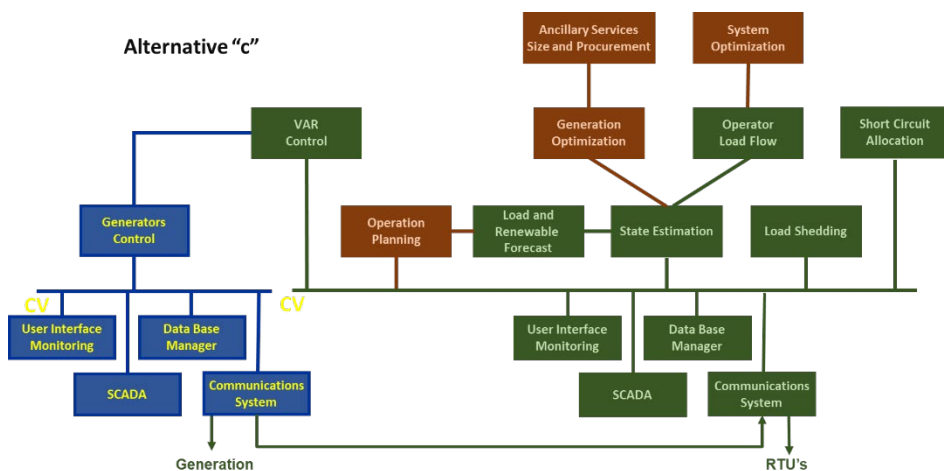 Alternative “c”
Ancillary Services
Size and Procurement
System
Optimization
VAR
Control
Generation
Optimization
Operator
Load Flow
Short Circuit
Allocation
Generators
Control
Operation
Planning
Load and
Renewable
Forecast
State Estimation
Load Shedding
CV
CV
User Interface
Monitoring
Data Base
Manager
User Interface
Monitoring
Data Base
Manager
SCADA
Communications
System
SCADA
Communications
System
Generation
RTU's